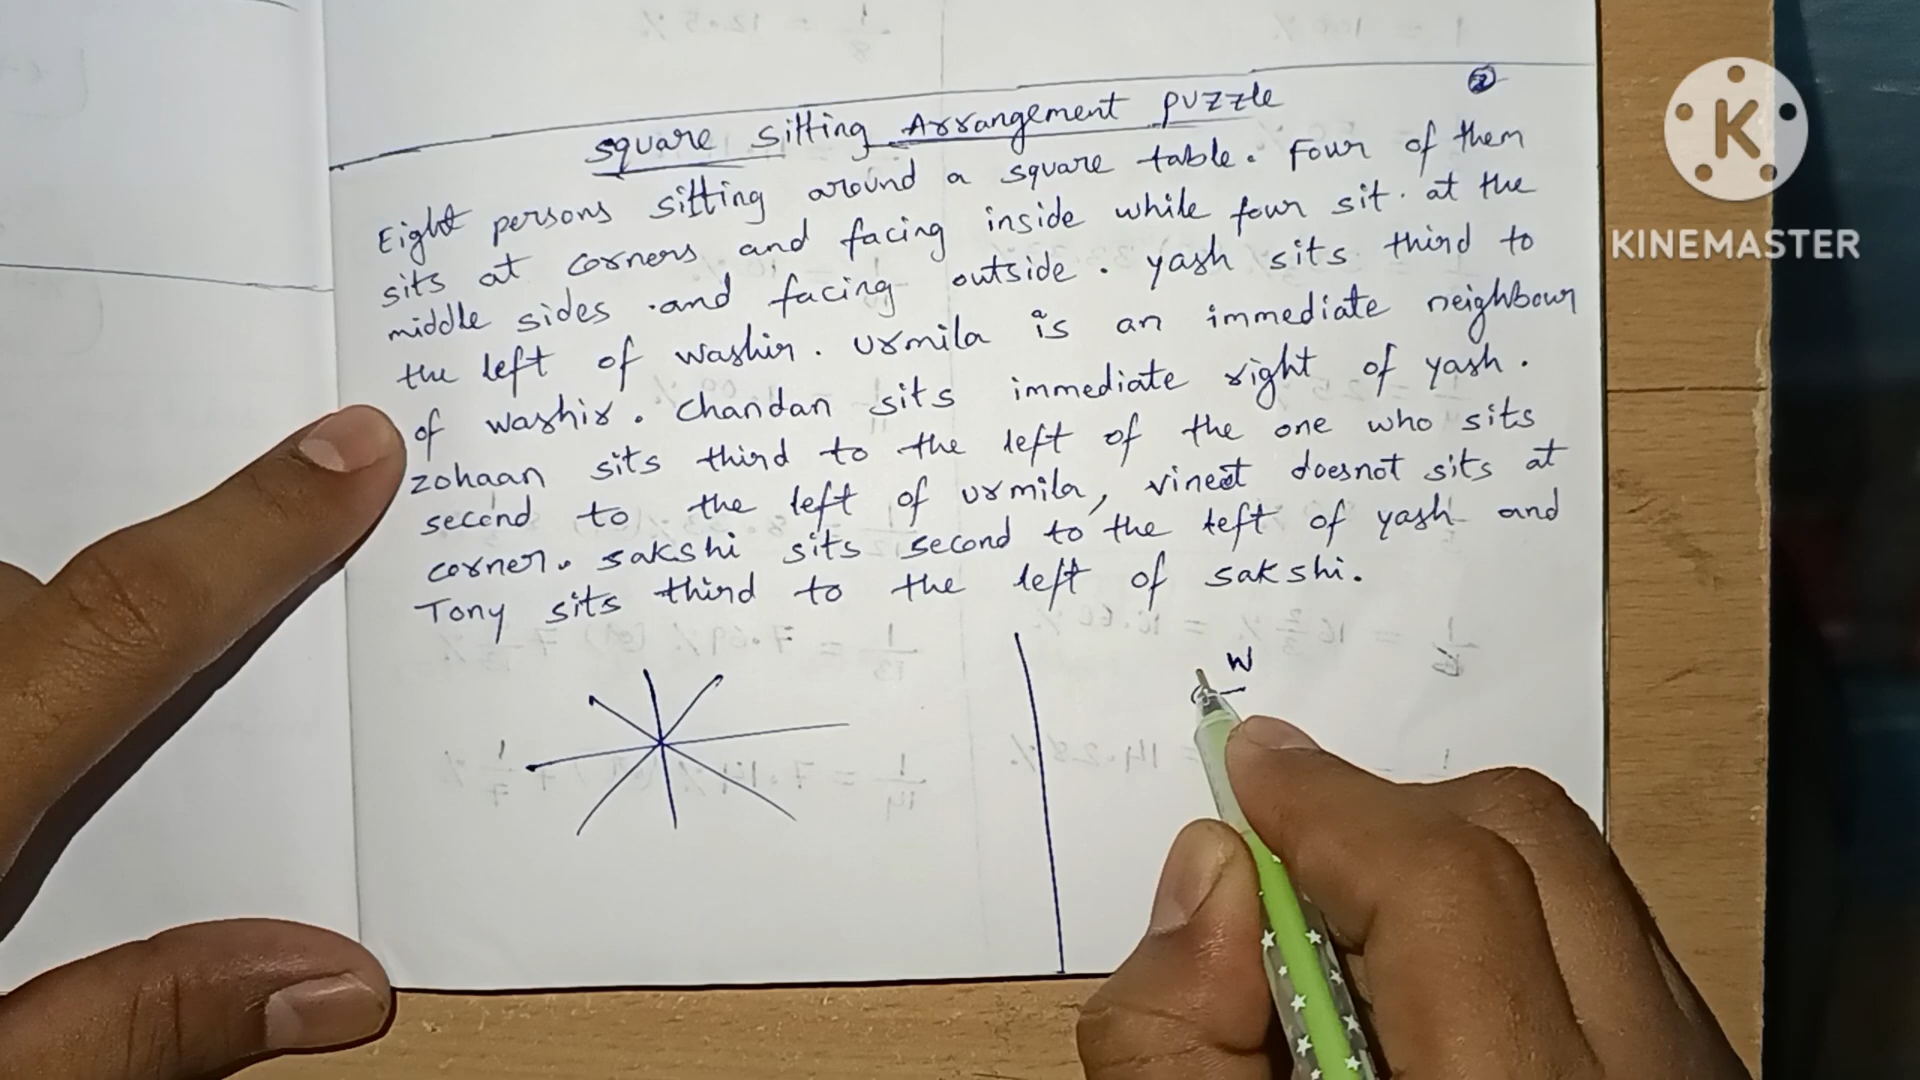 square sitting Arrangement puzzle
2
Eight persons sitting around a square table. Four of them
sits at corners and facing inside while four sit at the
middle sides and facing outside. Yash sits third to
the left of washir. Urmila is an immediate neighbour
of washir. Chandan sits immediate right of yash.
zohaan sits third to the left of the one who sits
second to the left of urmila, vineet doesnot sits at
corner. sakshi sits second to the left of yash and
Tony sits third to the left of sakshi.
W
K
KINEMASTER